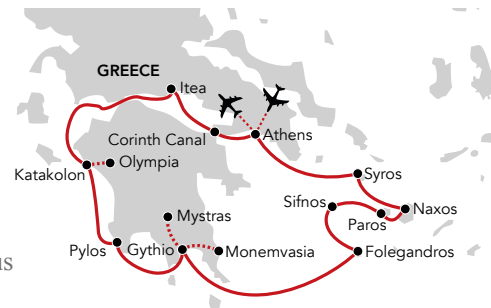 GREECE
Itea
Corinth Canal
Athens
Katakolon
Olympia
Syros
Sifnos
Naxos
Paros
Mystras
Pylos
Gythio
Monemvasia
Folegandros